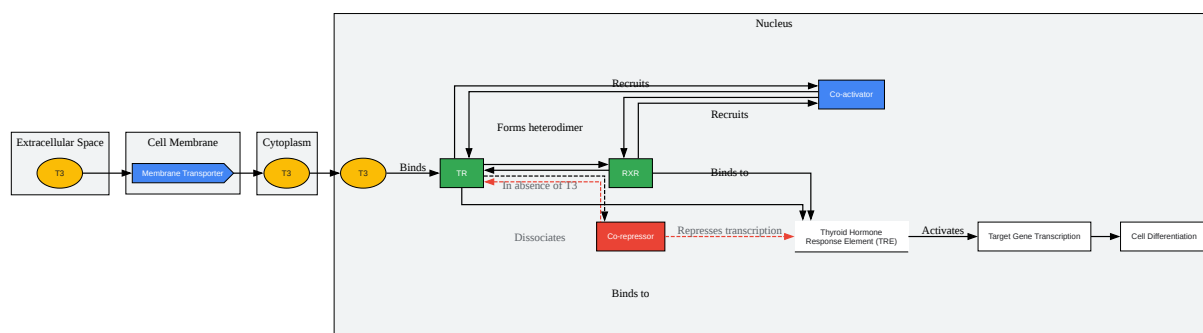 Nucleus
Recruits
Co-activator
Recruits
Forms heterodimer
Extracellular Space
Cell Membrane
Cytoplasm
T3
Membrane Transporter
T3
T3
Binds
TR
RXR
Binds to
In absence of T3
Dissociates
Co-repressor
Represses transcription
Thyroid Hormone
Response Element (TRE)
Activates
Target Gene Transcription
Cell Differentiation
Binds to